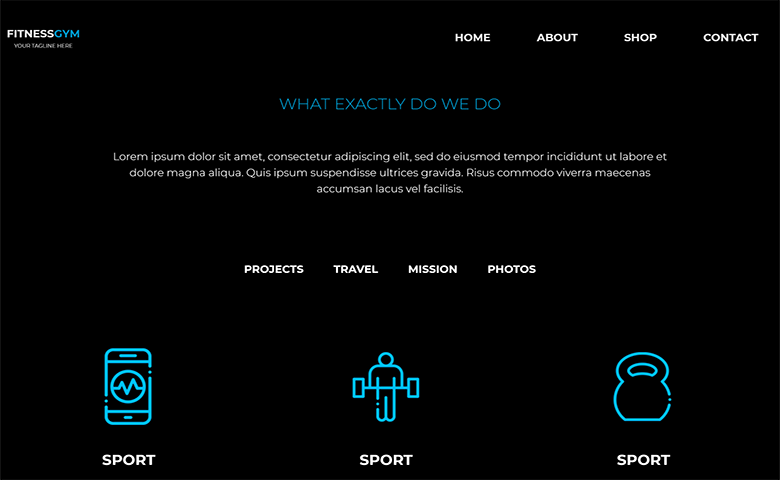 FITNESSGYM
YOUR TAGLINE HERE
HOME ABOUT SHOP CONTACT
WHAT EXACTLY DO WE DO
Lorem ipsum dolor sit amet, consectetur adipiscing elit, sed do eiusmod tempor incididunt ut labore et
dolore magna aliqua. Quis ipsum suspendisse ultrices gravida. Risus commodo viverra maecenas
accumsan lacus vel facilisis.
PROJECTS TRAVEL MISSION PHOTOS
SPORT SPORT SPORT